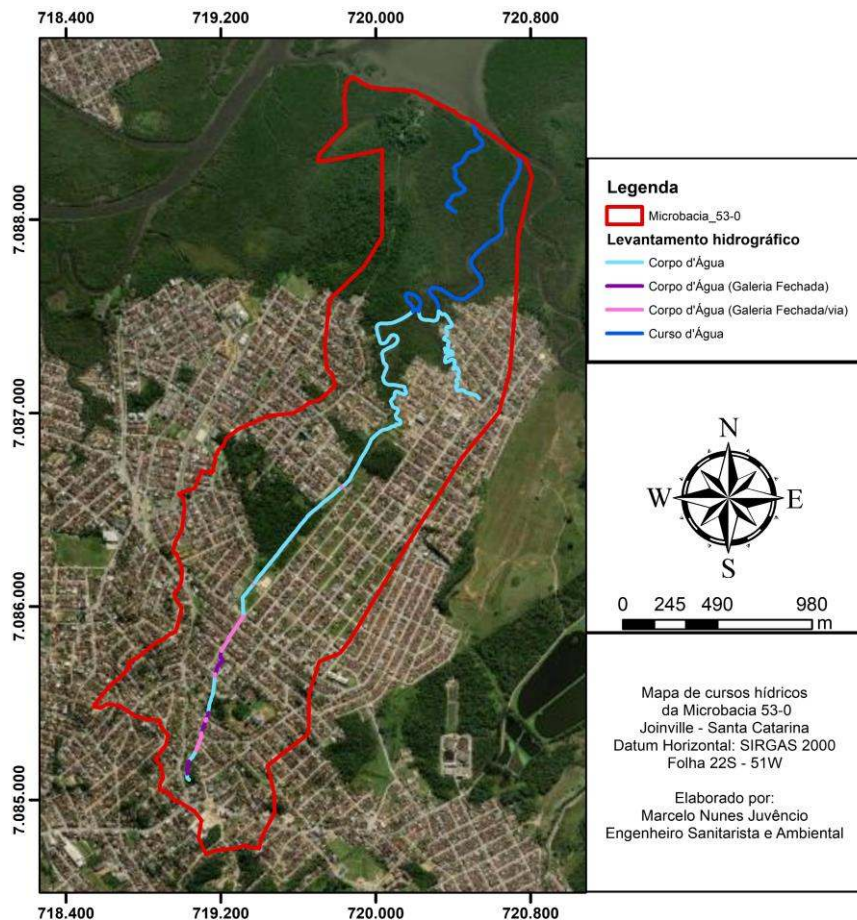 718.400 719.200 720.000 720.800
7.088.000
7.087.000
7.086.000
7.085.000
718.400 719.200 720.000 720.800
Legenda
Microbacia_53-0
Levantamento hidrográfico
Corpo d'Água
Corpo d'Água (Galeria Fechada)
Corpo d'Água (Galeria Fechada/via)
Curso d'Água
N
W E
S
0 245 490 980
m
Mapa de cursos hídricos
da Microbacia 53-0
Joinville - Santa Catarina
Datum Horizontal: SIRGAS 2000
Folha 22S - 51W
Elaborado por:
Marcelo Nunes Juvêncio
Engenheiro Sanitarista e Ambiental